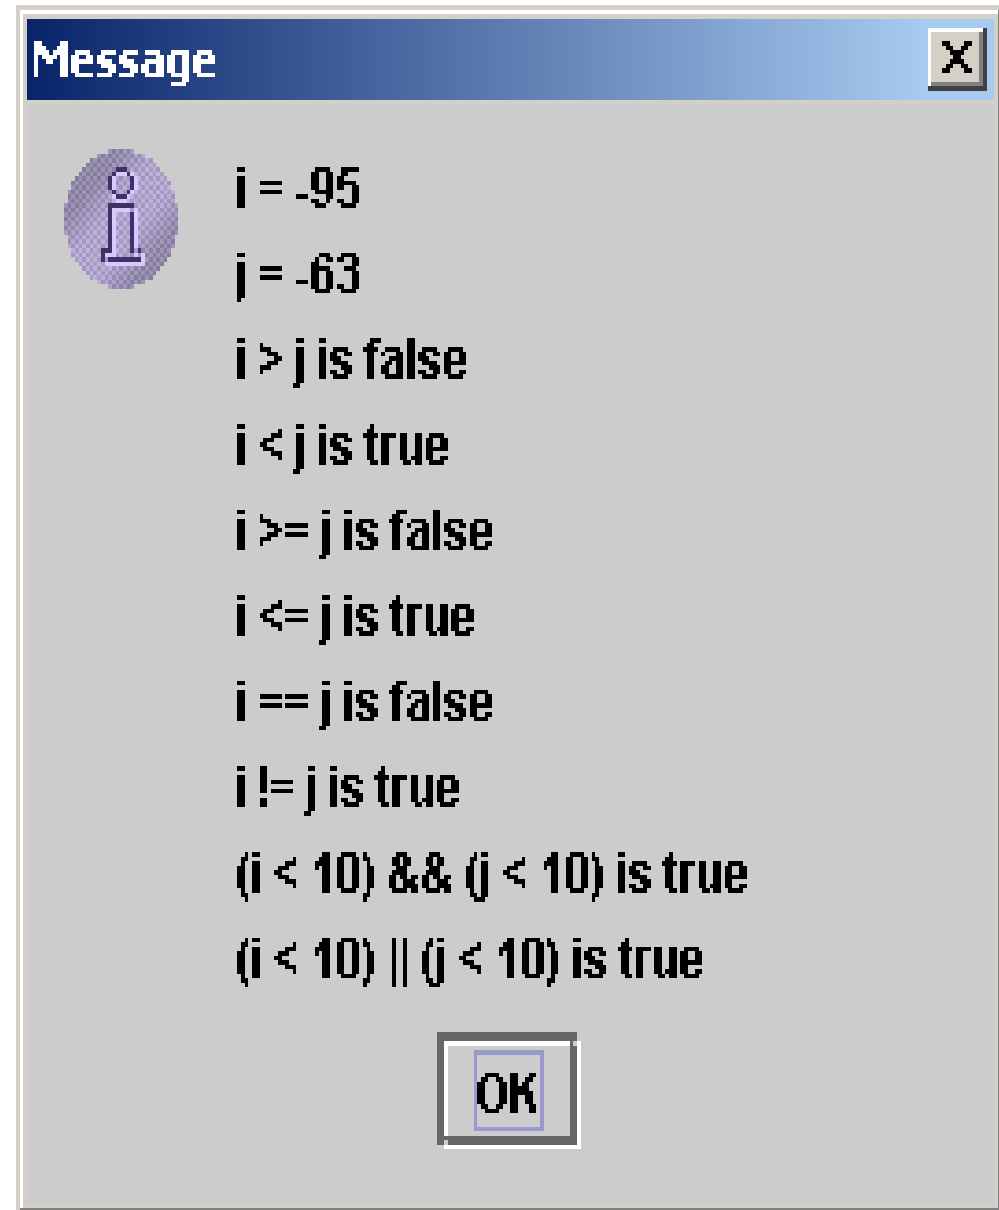 Message
i = -95
j = -63
i > j is false
i < j is true
i >= j is false
i <= j is true
i == j is false
i != j is true
(i < 10) && (j < 10) is true
(i < 10) || (j < 10) is true
OK